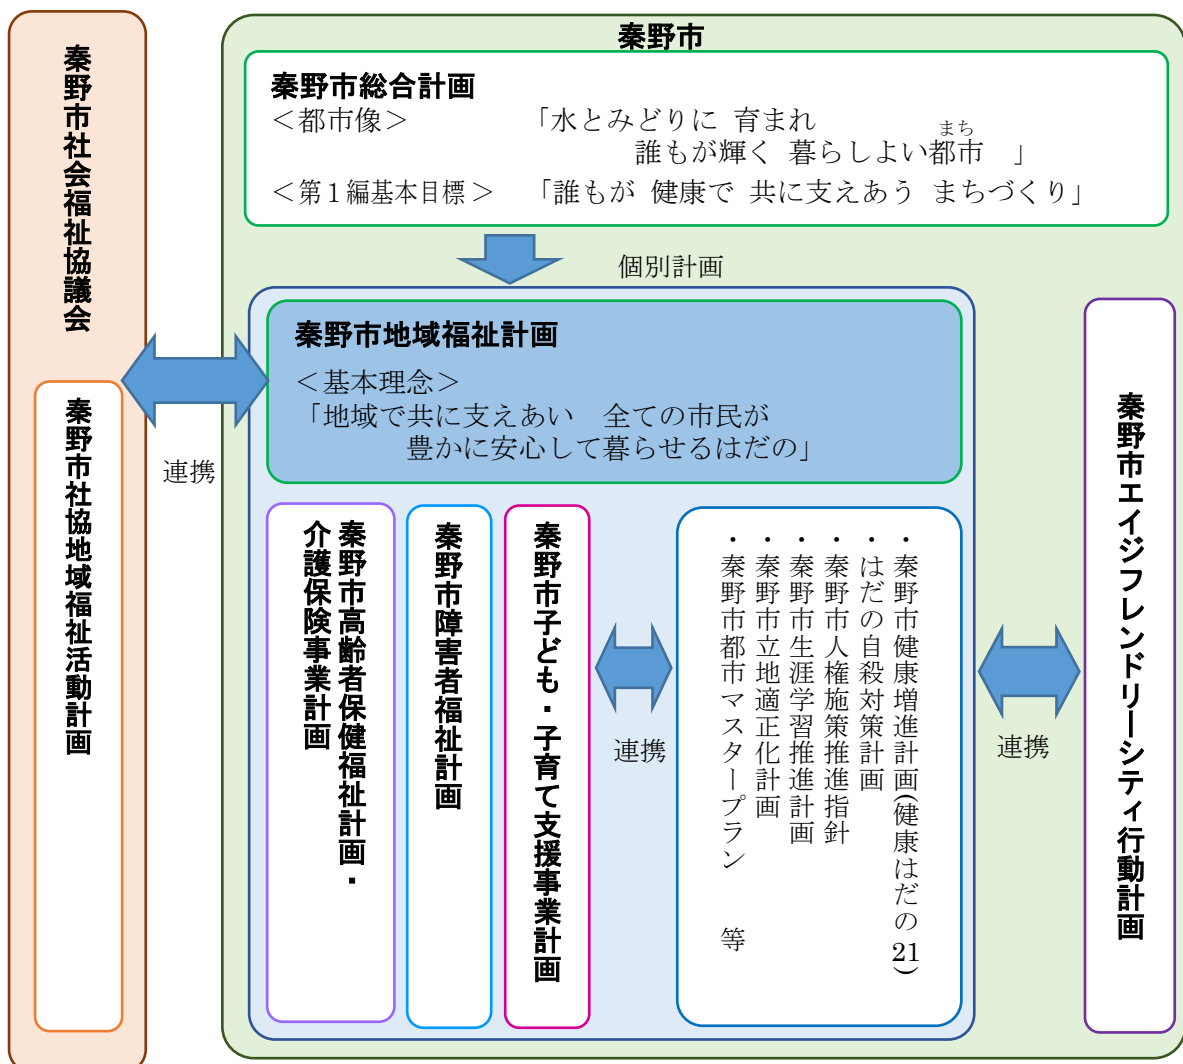 秦野市社会福祉協議会
秦野市社協地域福祉活動計画
連携
秦野市
秦野市総合計画
＜都市像＞　「水とみどりに 育まれ
まち
誰もが輝く 暮らしよい都市　」
＜第１編基本目標＞　「誰もが 健康で 共に支えあう まちづくり」
個別計画
秦野市地域福祉計画
＜基本理念＞
「地域で共に支えあい　全ての市民が
豊かに安心して暮らせるはだの」
秦野市高齢者保健福祉計画・
介護保険事業計画
秦野市障害者福祉計画
秦野市子ども・子育て支援事業計画
連携
・秦野市健康増進計画(健康はだの21)
・はだの自殺対策計画
・秦野市人権施策推進指針
・秦野市生涯学習推進計画
・秦野市立地適正化計画
・秦野市都市マスタープラン　等
連携
秦野市エイジフレンドリーシティ行動計画